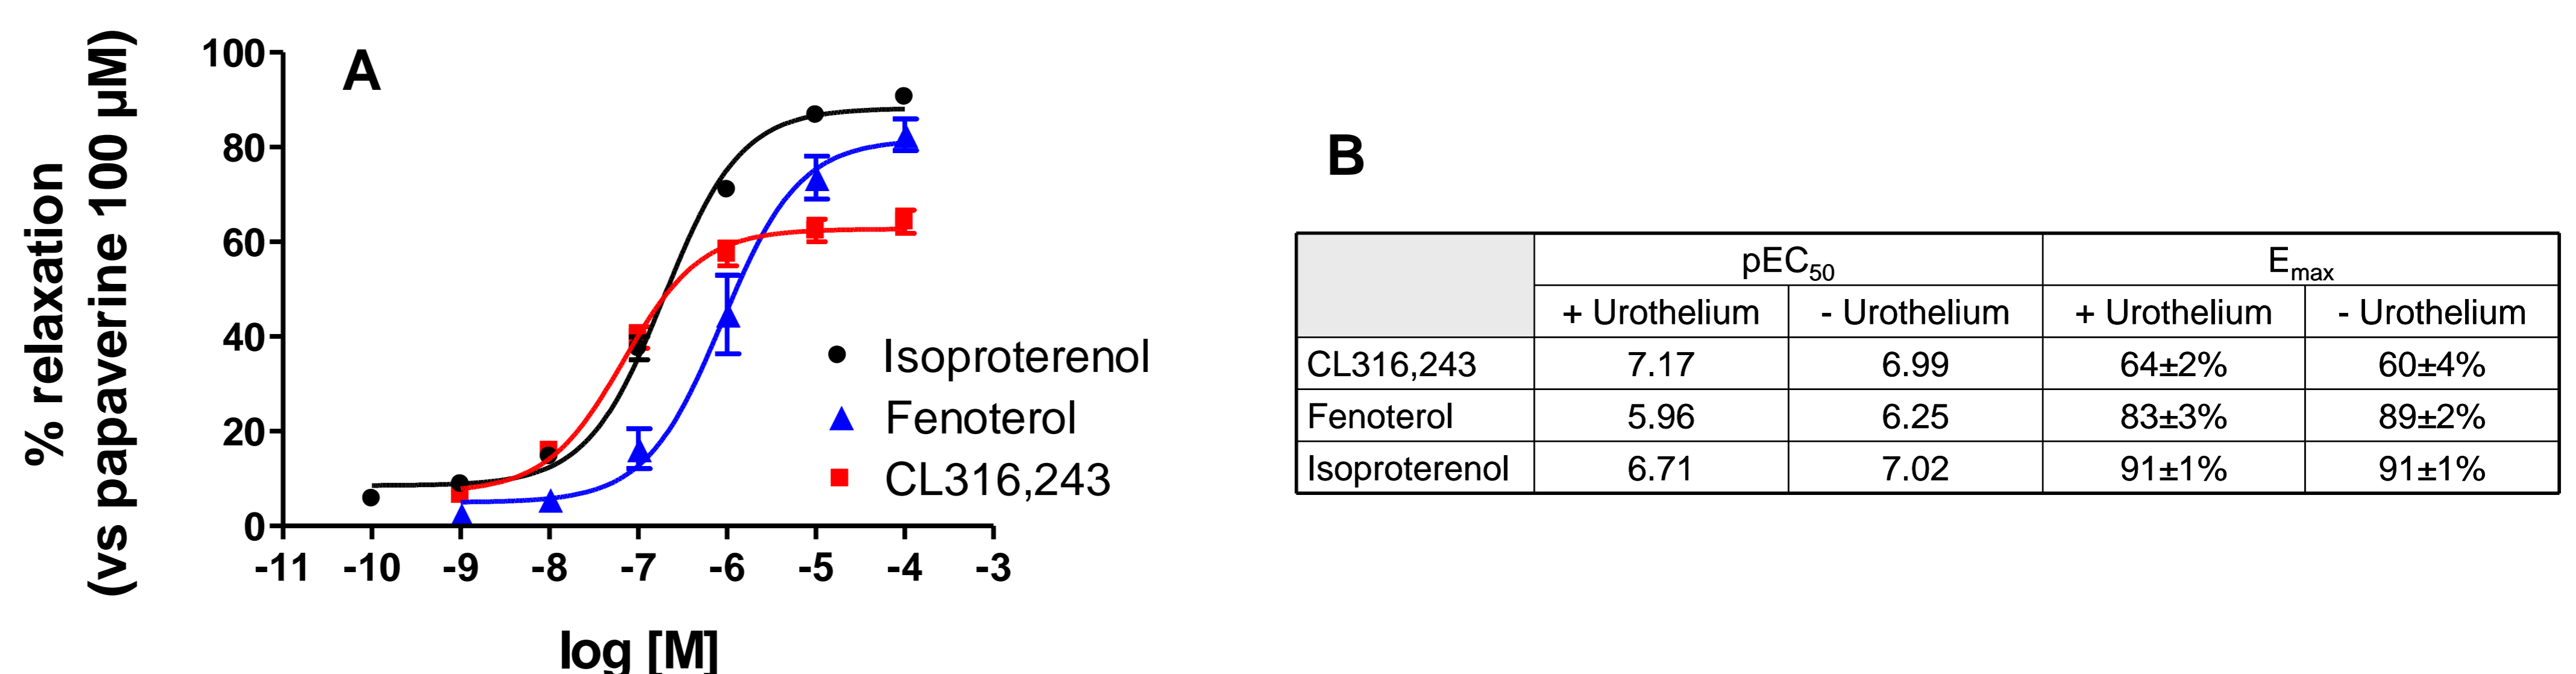 A
% relaxation
(vs papaverine 100 µM)
100
80
60
40
20
0
-11 -10 -9 -8 -7 -6 -5 -4 -3
log [M]
Isoproterenol
Fenoterol
CL316,243
B
pEC50 Emax
+ Urothelium - Urothelium + Urothelium - Urothelium
CL316,243 7.17 6.99 64±2% 60±4%
Fenoterol 5.96 6.25 83±3% 89±2%
Isoproterenol 6.71 7.02 91±1% 91±1%